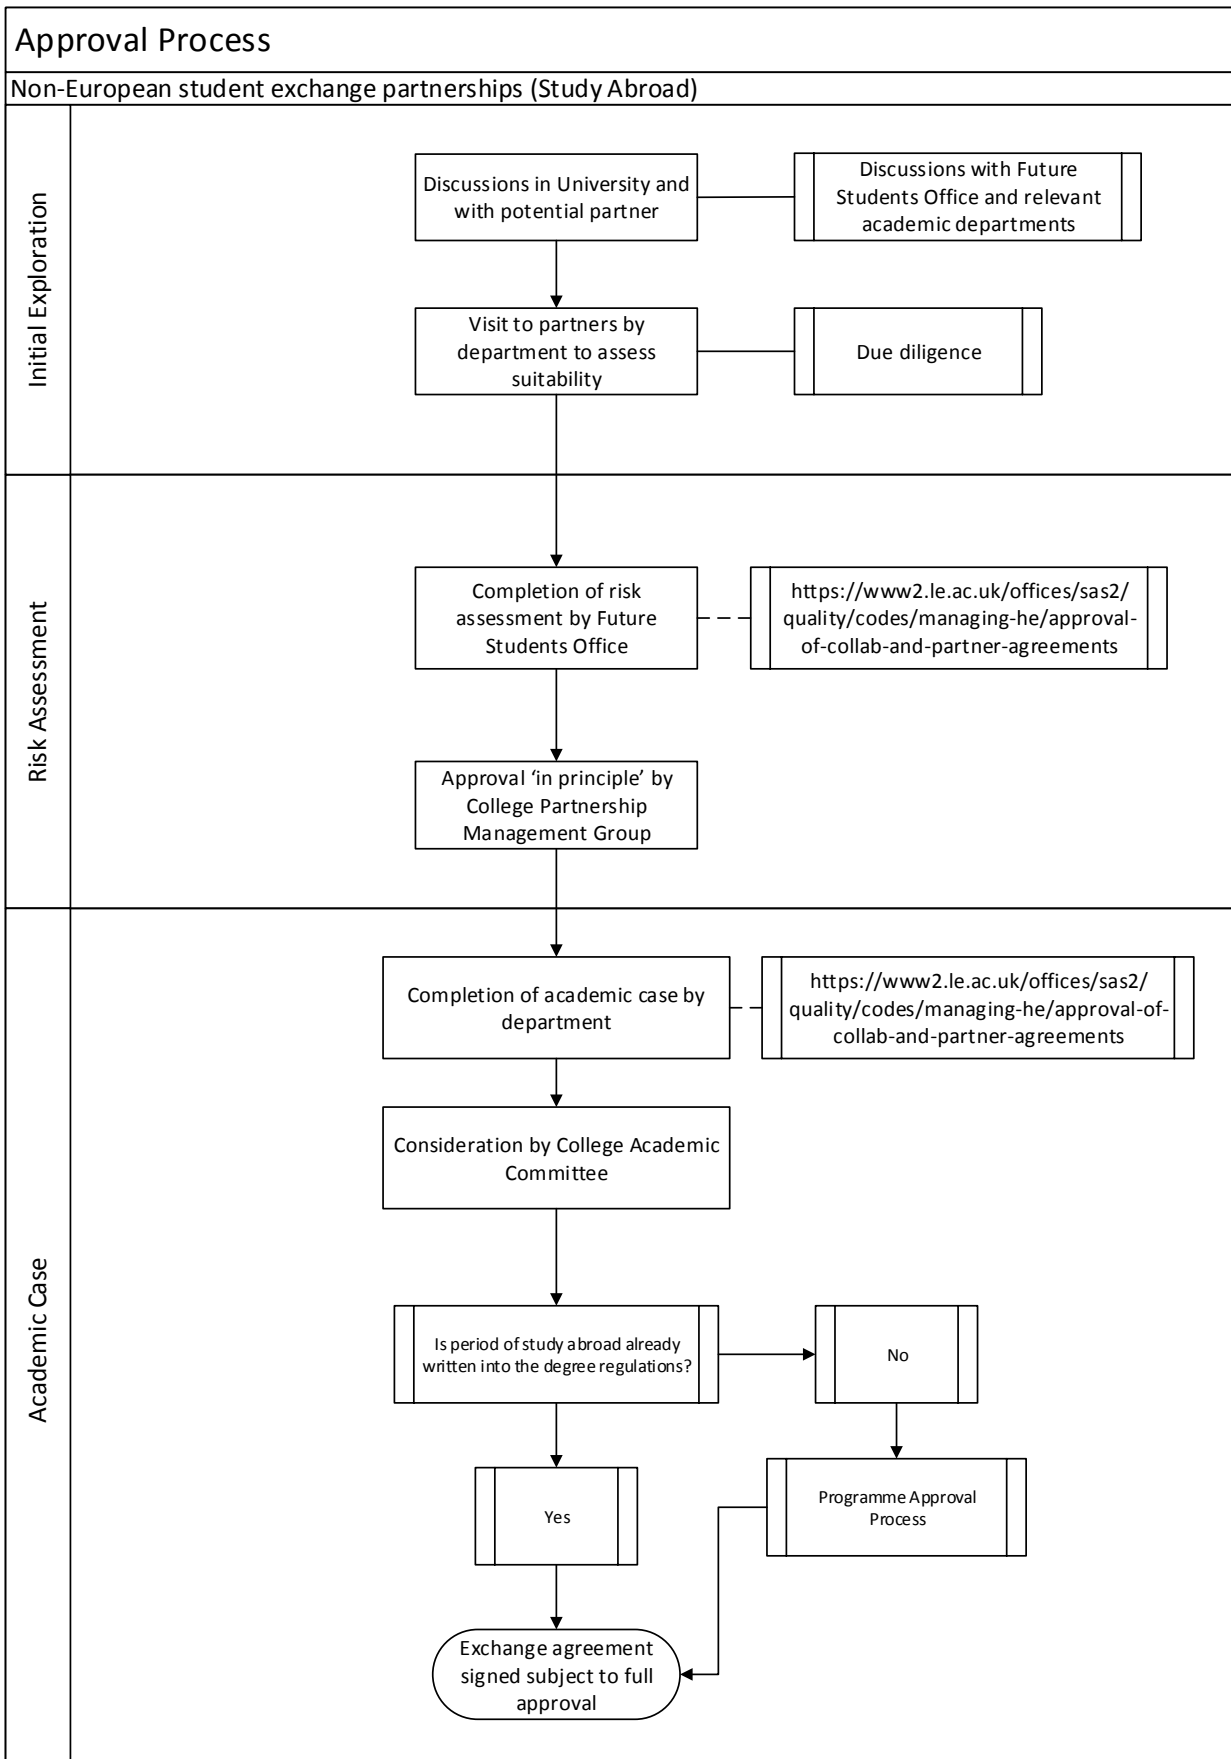 Approval Process
Non-European student exchange partnerships (Study Abroad)
Initial Exploration
Discussions in University and
with potential partner
Discussions with Future
Students Office and relevant
academic departments
Visit to partners by
department to assess
suitability
Due diligence
Risk Assessment
Completion of risk
assessment by Future
Students Office
https://www2.le.ac.uk/offices/sas2/
quality/codes/managing-he/approval-
of-collab-and-partner-agreements
Approval ‘in principle’ by
College Partnership
Management Group
Academic Case
Completion of academic case by
department
https://www2.le.ac.uk/offices/sas2/
quality/codes/managing-he/approval-of-
collab-and-partner-agreements
Consideration by College Academic
Committee
Is period of study abroad already
written into the degree regulations?
No
Yes
Programme Approval
Process
Exchange agreement
signed subject to full
approval